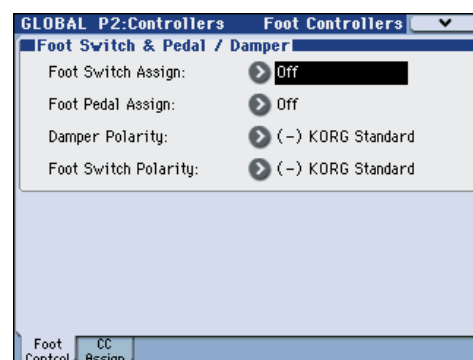 GLOBAL P2:Controllers Foot Controllers
Foot Switch & Pedal / Damper
Foot Switch Assign: Off
Foot Pedal Assign: Off
Damper Polarity: (-) KORG Standard
Foot Switch Polarity: (-) KORG Standard
Foot Control CC Assign